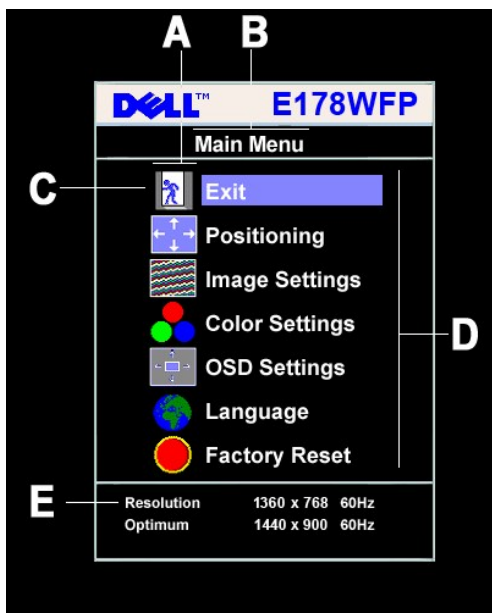 A B
DELL™ E178WFP
Main Menu
C Exit
Positioning
Image Settings
Color Settings
D
OSD Settings
Language
Factory Reset
E Resolution 1360 x 768 60Hz
Optimum 1440 x 900 60Hz